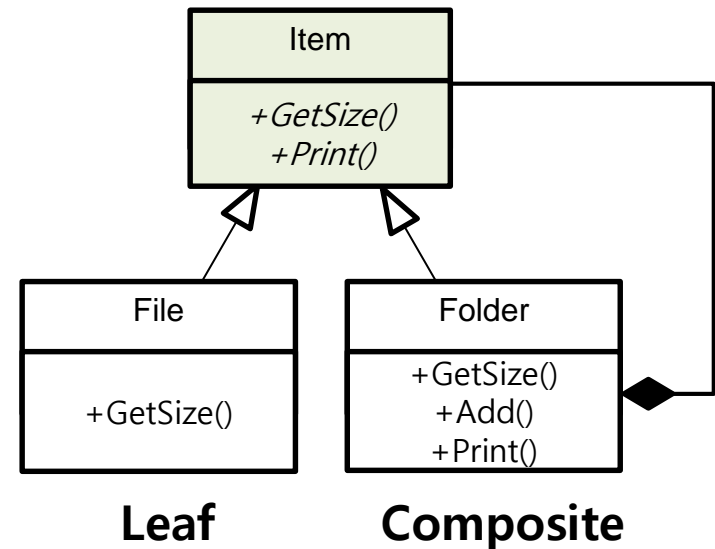 Item
+GetSize()
+Print()
File
+GetSize()
Folder
+GetSize()
+Add()
+Print()
Leaf
Composite